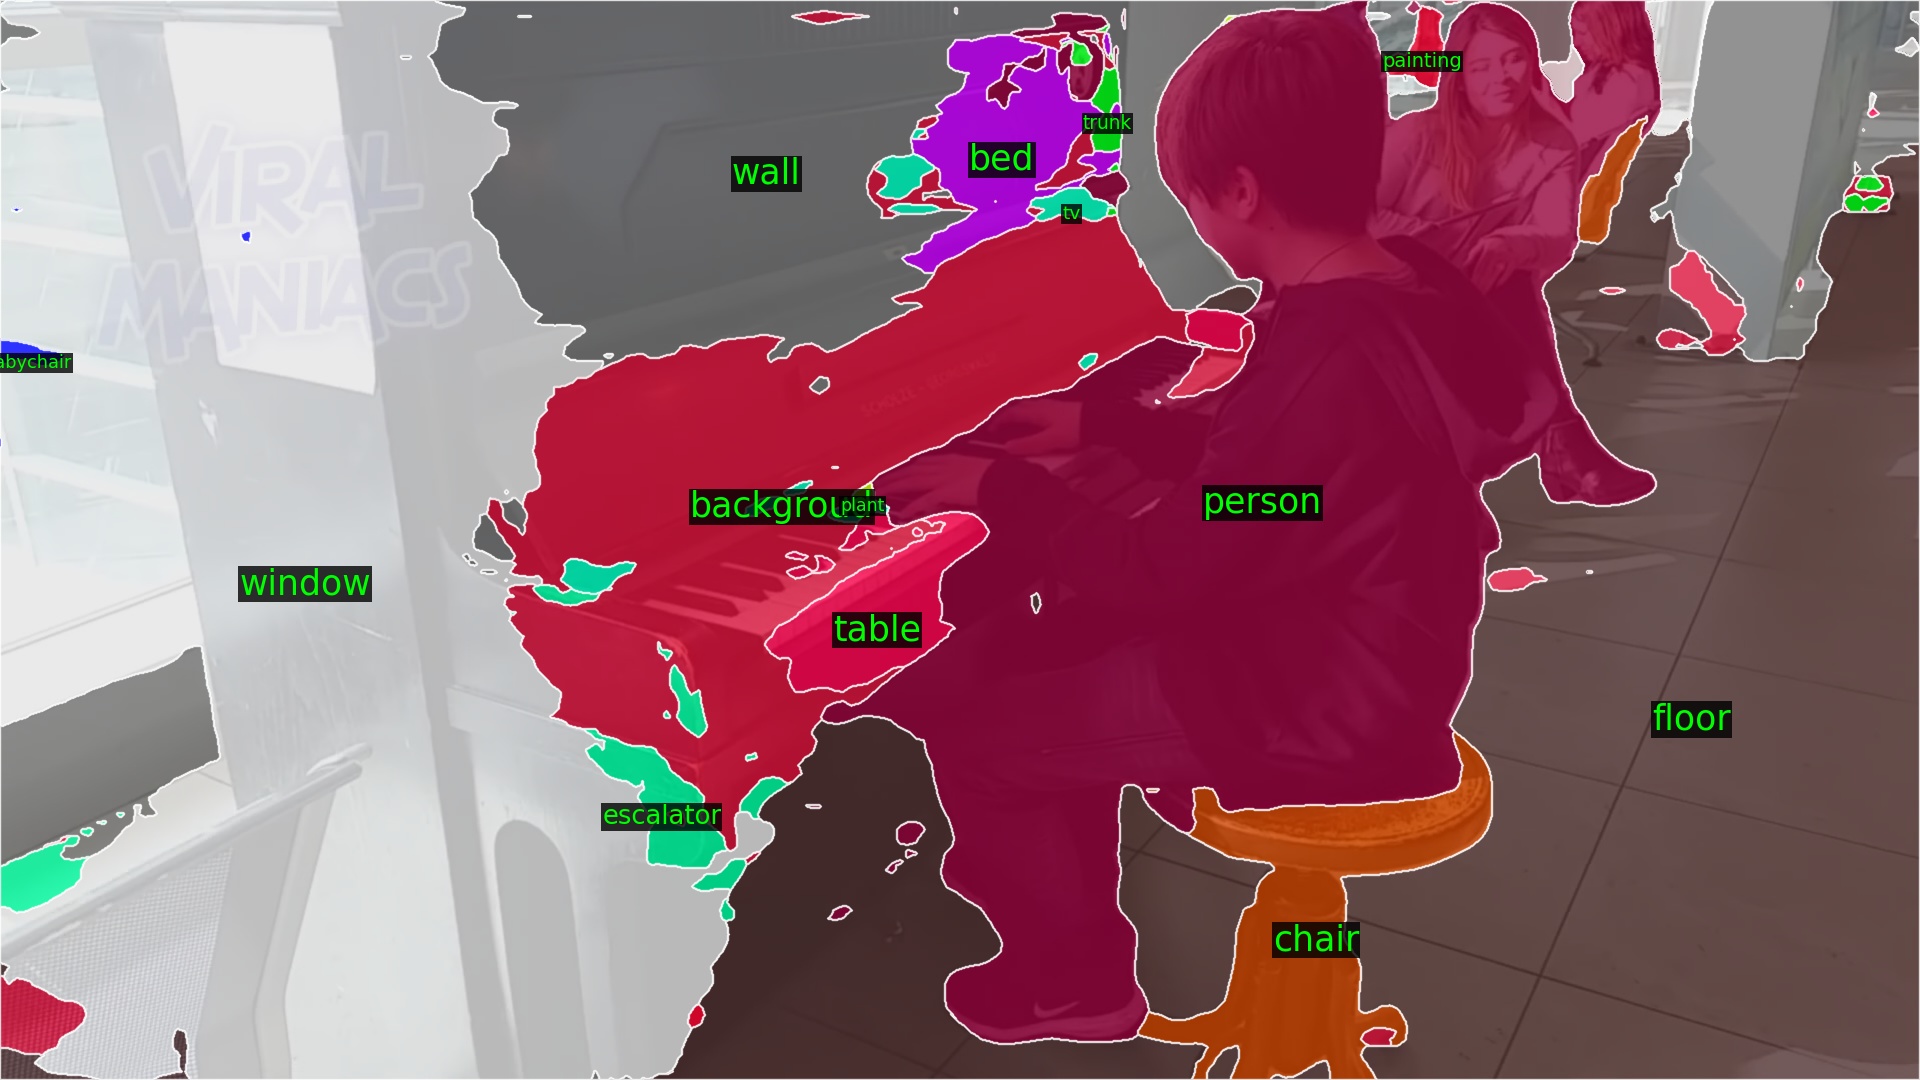 VIRAL
MANIACS
painting
trunk
bed
wall
tv
abychair
background
plant
person
window
table
floor
escalator
chair